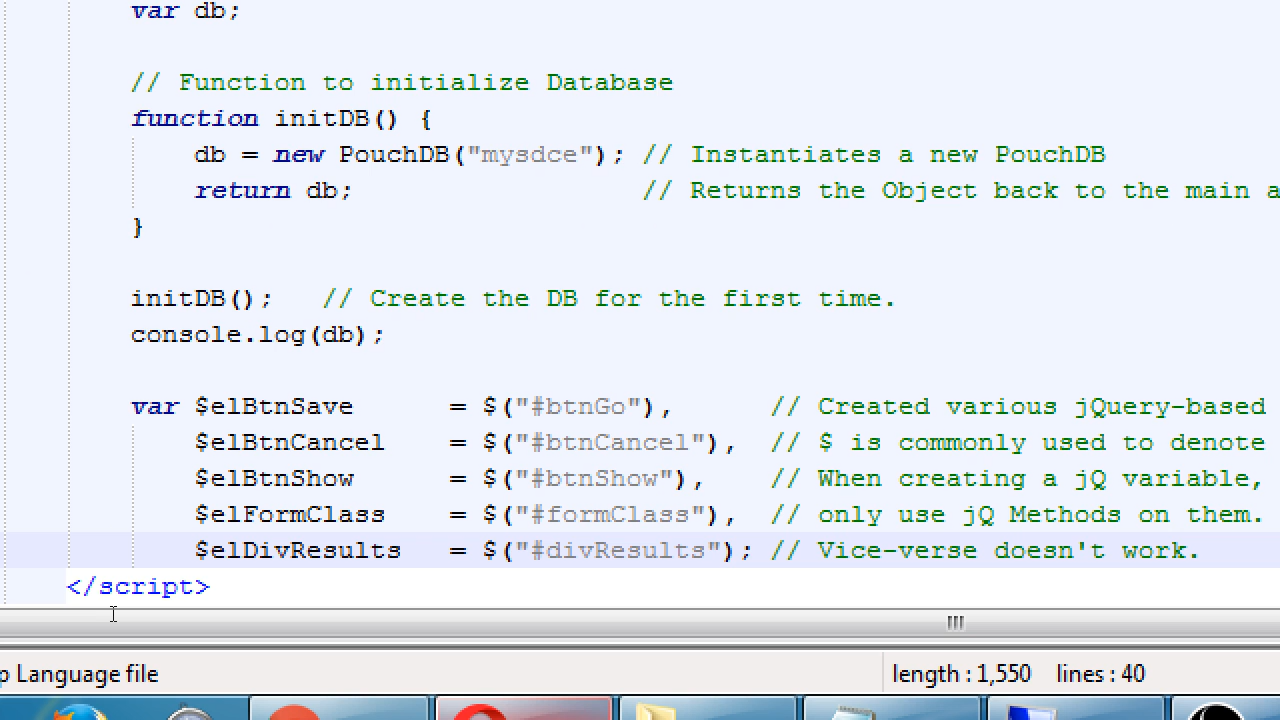 var db;
// Function to initialize Database
function initDB() {
db = new PouchDB("mysdce"); // Instantiates a new PouchDB
return db; // Returns the Object back to the main a
}
initDB(); // Create the DB for the first time.
console.log(db);
var $elBtnSave = $("#btnGo"), // Created various jQuery-based
$elBtnCancel = $("#btnCancel"), // $ is commonly used to denote
$elBtnShow = $("#btnShow"), // When creating a jQ variable,
$elFormClass = $("#formClass"), // only use jQ Methods on them.
$elDivResults = $("#divResults"); // Vice-verse doesn't work.
</script>
p Language file length : 1,550 lines : 40